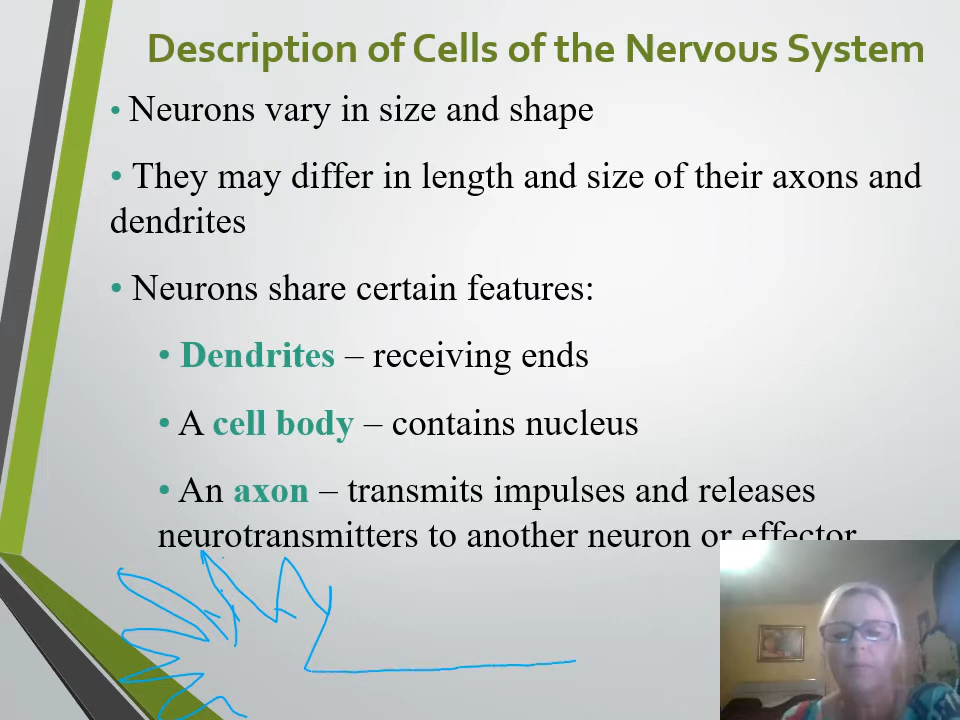 Description of Cells of the Nervous System
• Neurons vary in size and shape
• They may differ in length and size of their axons and
dendrites
• Neurons share certain features:
• Dendrites – receiving ends
• A cell body – contains nucleus
• An axon – transmits impulses and releases
neurotransmitters to another neuron or effector